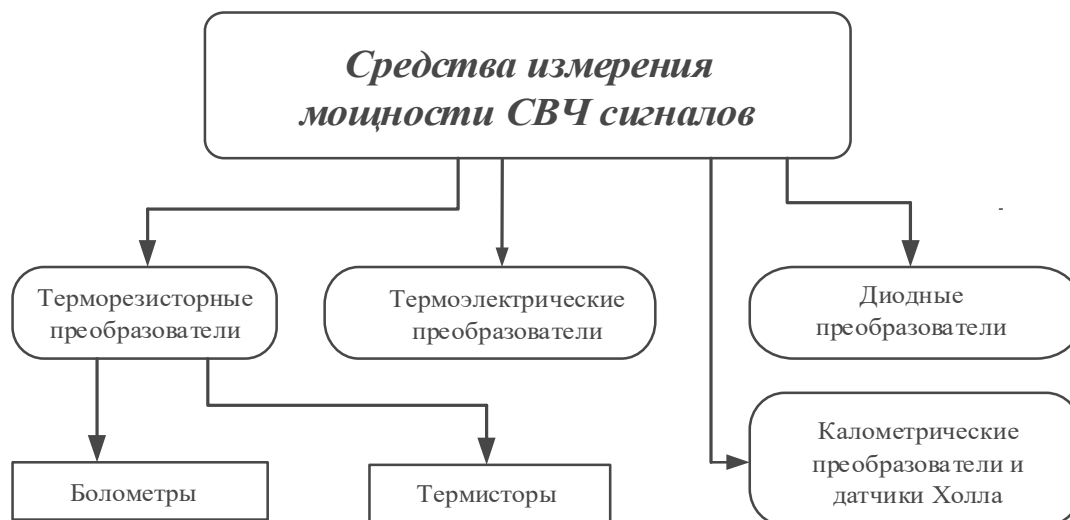 Средства измерения
мощности СВЧ сигналов
Терморезисторные
преобразователи
Термоэлектрические
преобразователи
Диодные
преобразователи
Калометрические
преобразователи и
датчики Холла
Болометры
Термисторы